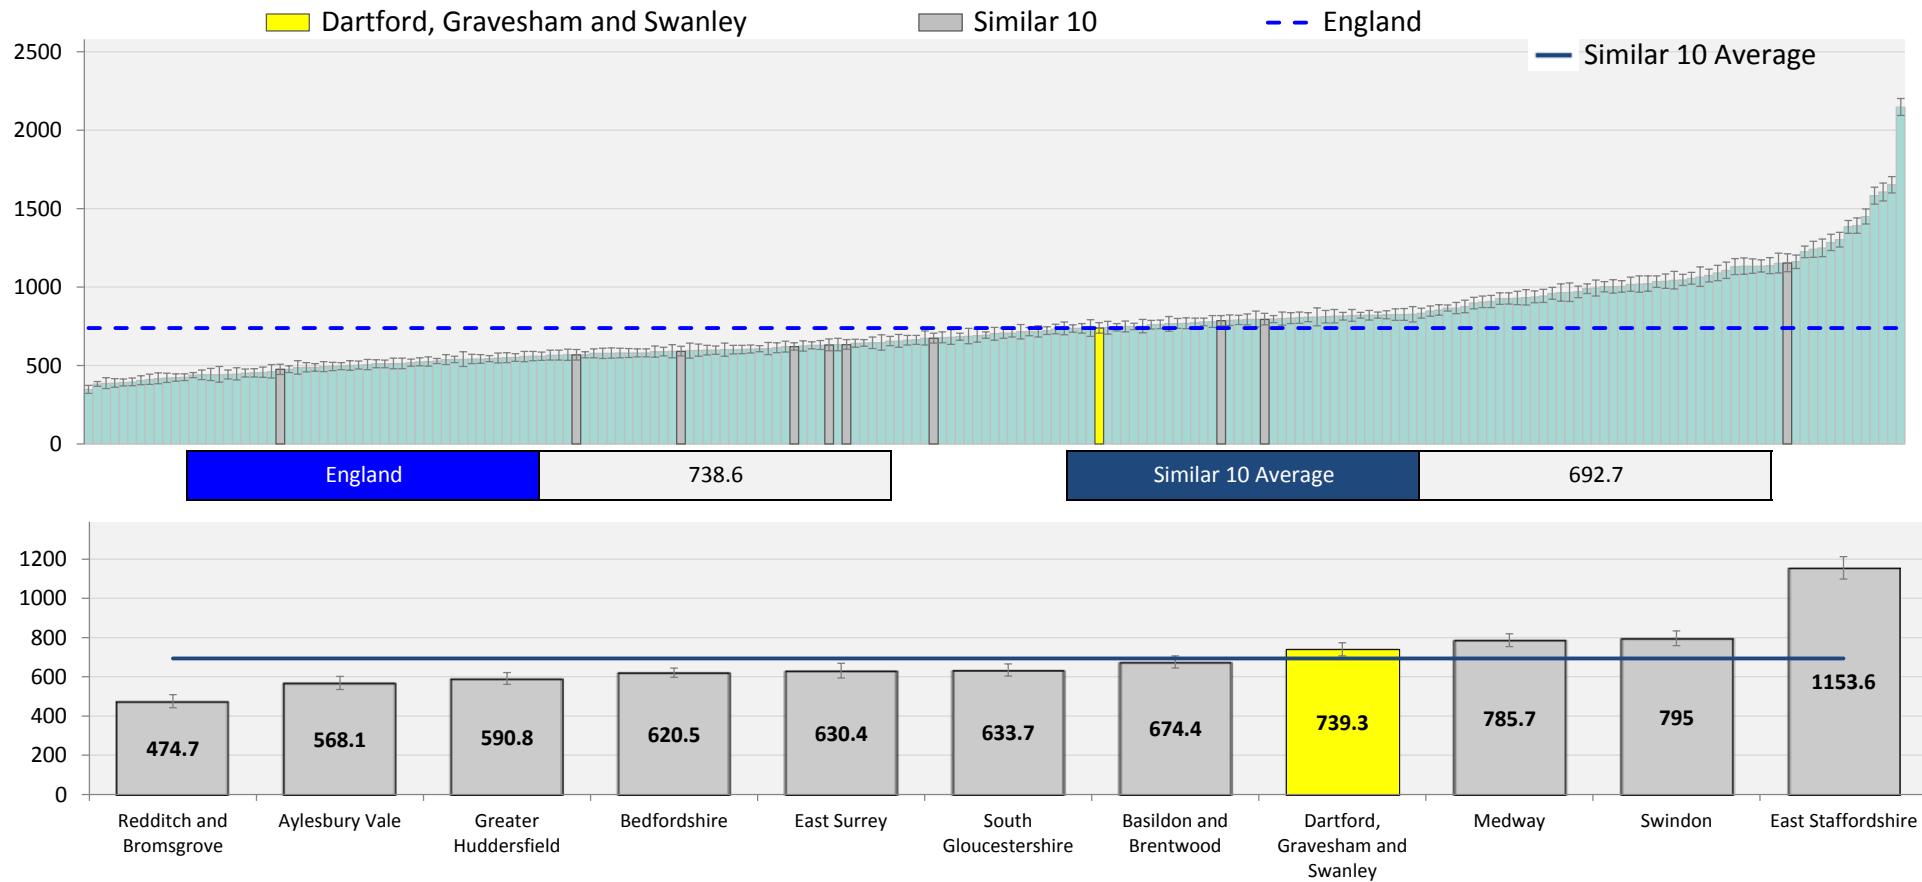 Dartford, Gravesham and Swanley
Similar 10
England
Similar 10 Average
2500
2000
1500
1000
500
0
England 738.6 Similar 10 Average 692.7
1200
1000
800
600
400
200
0
474.7 568.1 590.8 620.5 630.4 633.7 674.4 739.3 785.7 795 1153.6
Redditch and
Bromsgrove
Aylesbury Vale
Greater
Huddersfield
Bedfordshire
East Surrey
South
Gloucestershire
Basildon and
Brentwood
Dartford,
Gravesham and
Swanley
Medway
Swindon
East Staffordshire